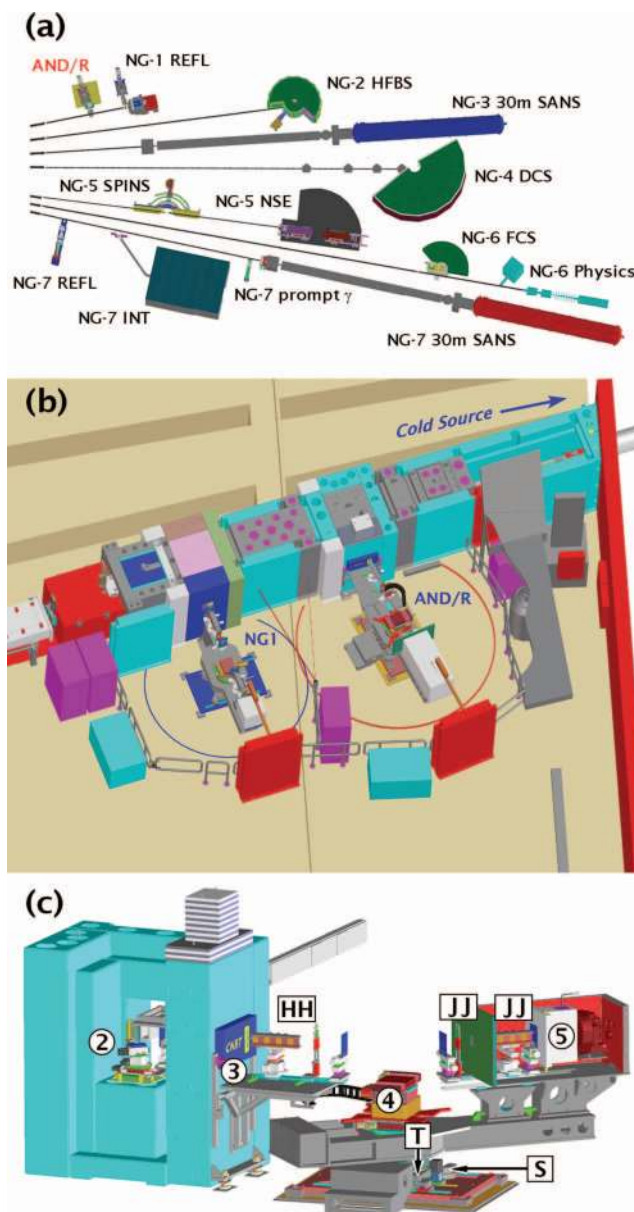 (a)
AND/R
NG-1 REFL
NG-2 HFBS
NG-3 30m SANS
NG-4 DCS
NG-5 SPINS
NG-5 NSE
NG-6 FCS
NG-6 Physics
NG-7 REFL
NG-7 prompt γ
NG-7 INT
NG-7 30m SANS
(b)
Cold Source
AND/R
NG1
(c)
HH
JJ
JJ
2
CHRT
3
5
4
T
S